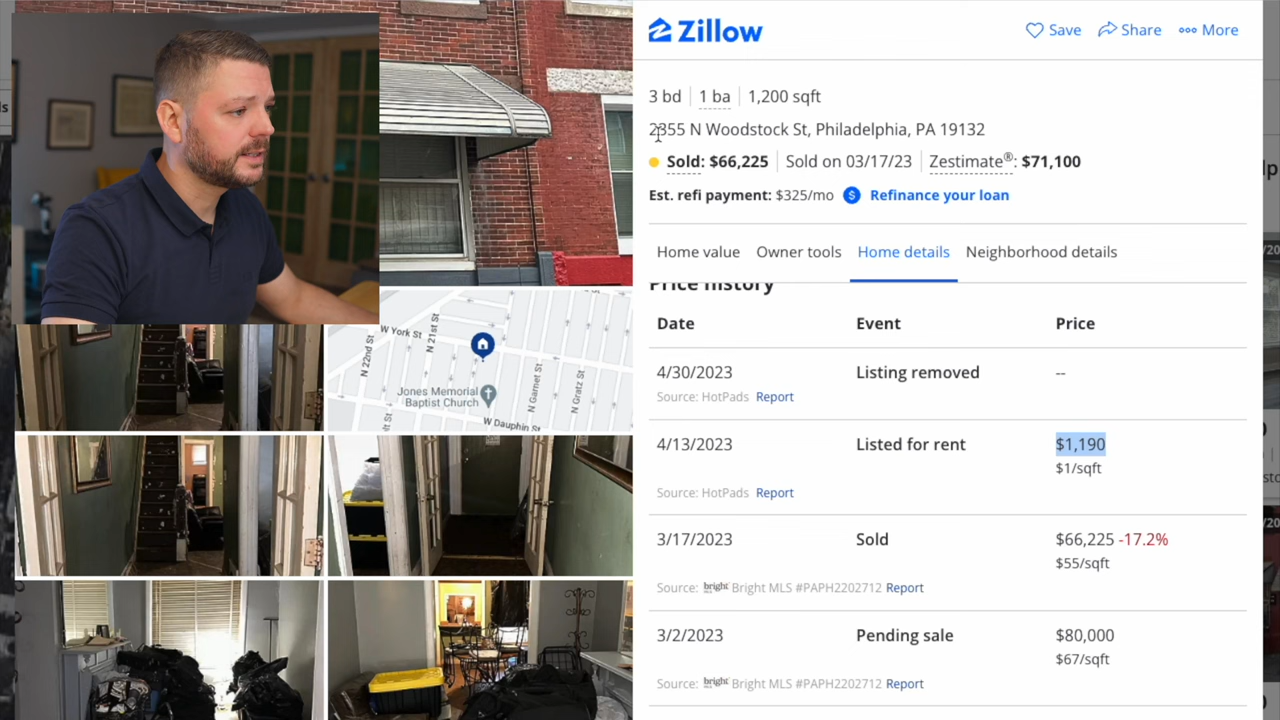 Zillow
Save
Share
More
3 bd
1 ba
1,200 sqft
2355 N Woodstock St, Philadelphia, PA 19132
Sold: $66,225
Sold on 03/17/23
Zestimate®: $71,100
Est. refi payment: $325/mo
$
Refinance your loan
Home value
Owner tools
Home details
Neighborhood details
Price history
Date
Event
Price
4/30/2023
Listing removed
--
Source: HotPads
Report
4/13/2023
Listed for rent
$1,190
$1/sqft
Source: HotPads
Report
3/17/2023
Sold
$66,225 -17.2%
$55/sqft
Source: bright Bright MLS #PAPH2202712
Report
3/2/2023
Pending sale
$80,000
$67/sqft
Source: bright Bright MLS #PAPH2202712
Report
W York St
N 21st St
N 22nd St
Jones Memorial
Baptist Church
N Garnet St
N Gratz St
W Dauphin St